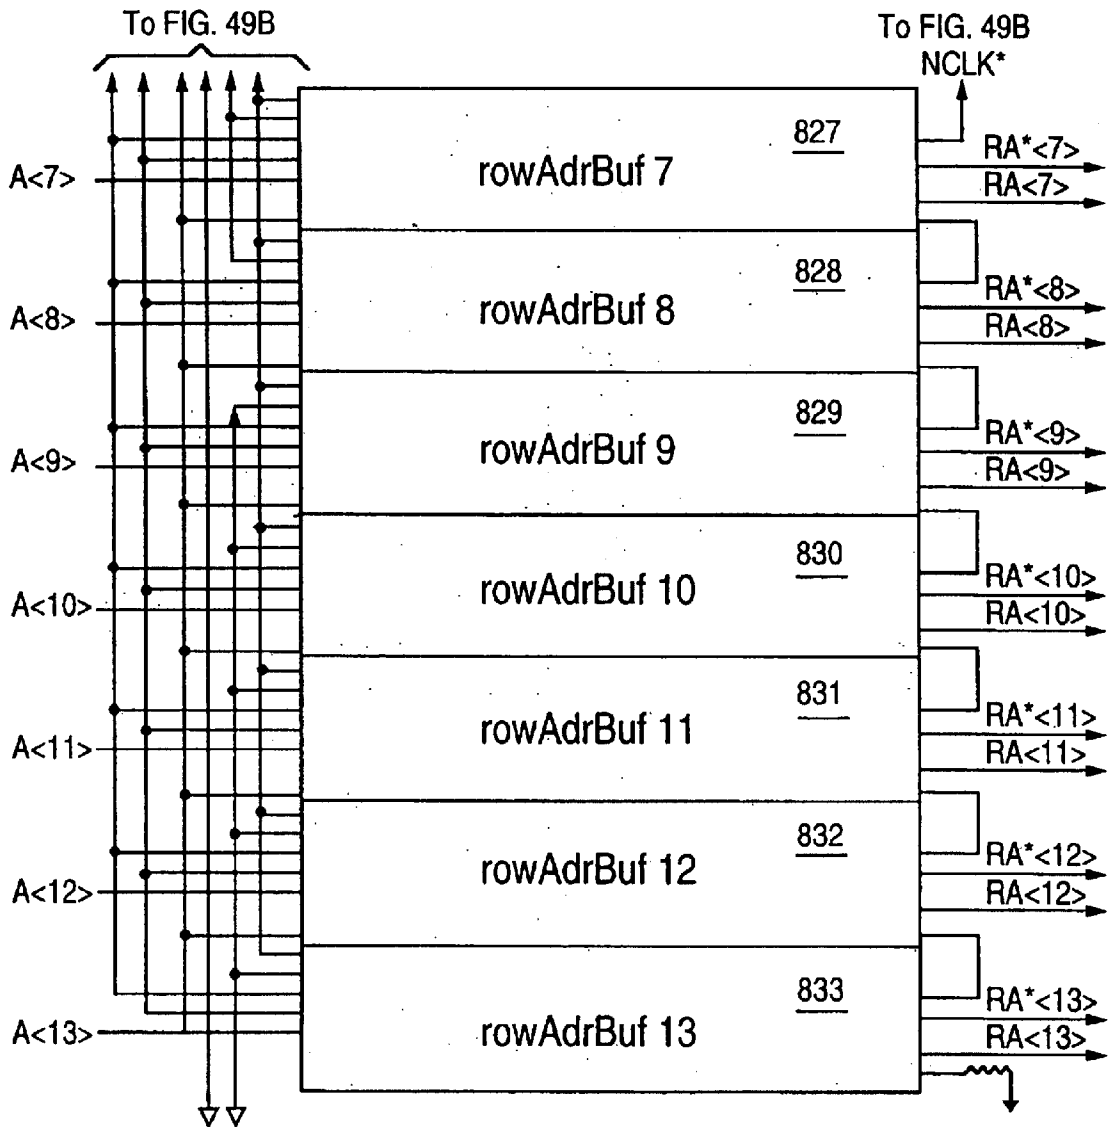 To FIG. 49B
To FIG. 49B
NCLK*
827
rowAdrBuf 7
A<7>
RA*<7>
RA<7>
828
rowAdrBuf 8
A<8>
RA*<8>
RA<8>
829
rowAdrBuf 9
A<9>
RA*<9>
RA<9>
830
rowAdrBuf 10
A<10>
RA*<10>
RA<10>
831
rowAdrBuf 11
A<11>
RA*<11>
RA<11>
832
rowAdrBuf 12
A<12>
RA*<12>
RA<12>
833
rowAdrBuf 13
A<13>
RA*<13>
RA<13>